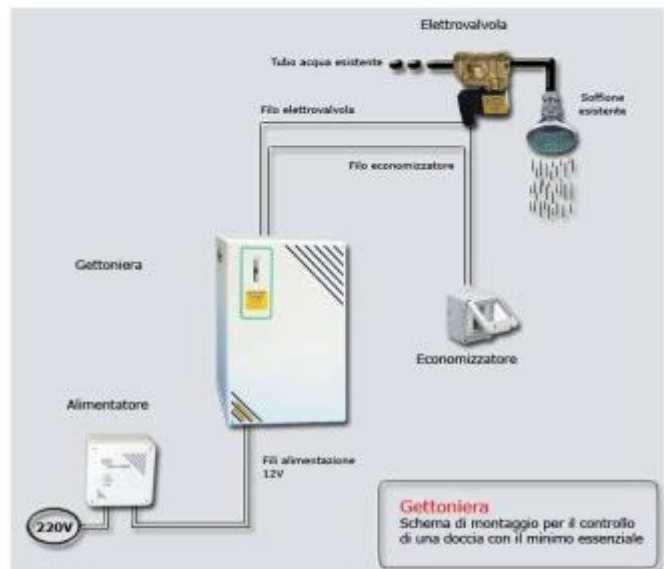 Elettrovalvola
Tubo acqua esistente
Soffione
esistente
Filo elettrovalvola
Filo economizzatore
Gettoniera
Economizzatore
Alimentatore
Fili alimentazione
12V
220V
Gettoniera
Schema di montaggio per il controllo
di una doccia con il minimo essenziale